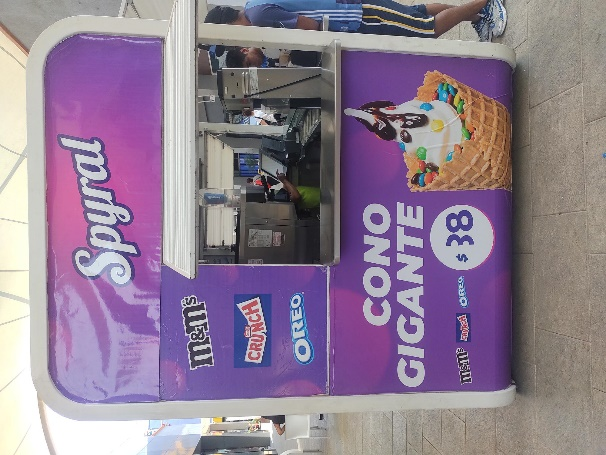 Spyral
m&m's
CRUNCH
OREO
CONO
GIGANTE
$38
m&m's CRUNCH OREO